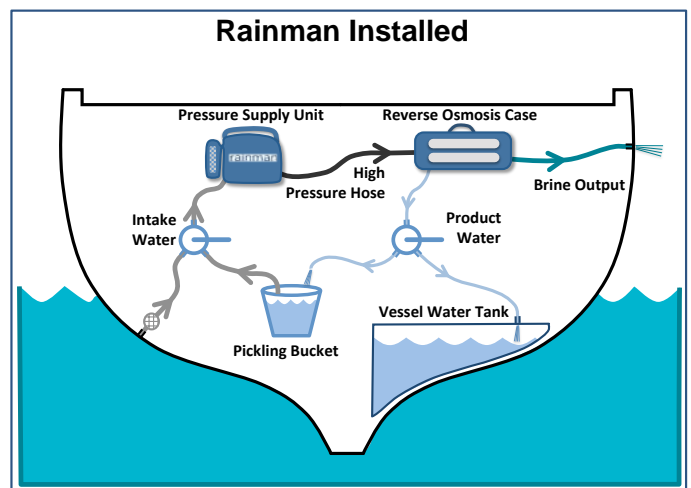 Rainman Installed
Pressure Supply Unit
Reverse Osmosis Case
rainman
High
Pressure Hose
Brine Output
Intake
Water
Product
Water
Vessel Water Tank
Pickling Bucket